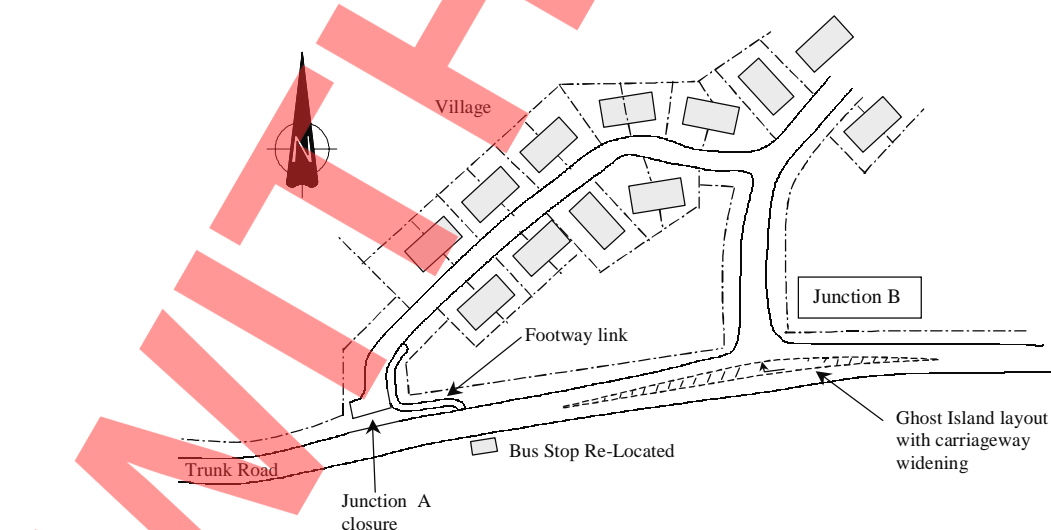 Village
N
Junction B
Footway link
Ghost Island layout
with carriageway
widening
Bus Stop Re-Located
Trunk Road
Junction A
closure